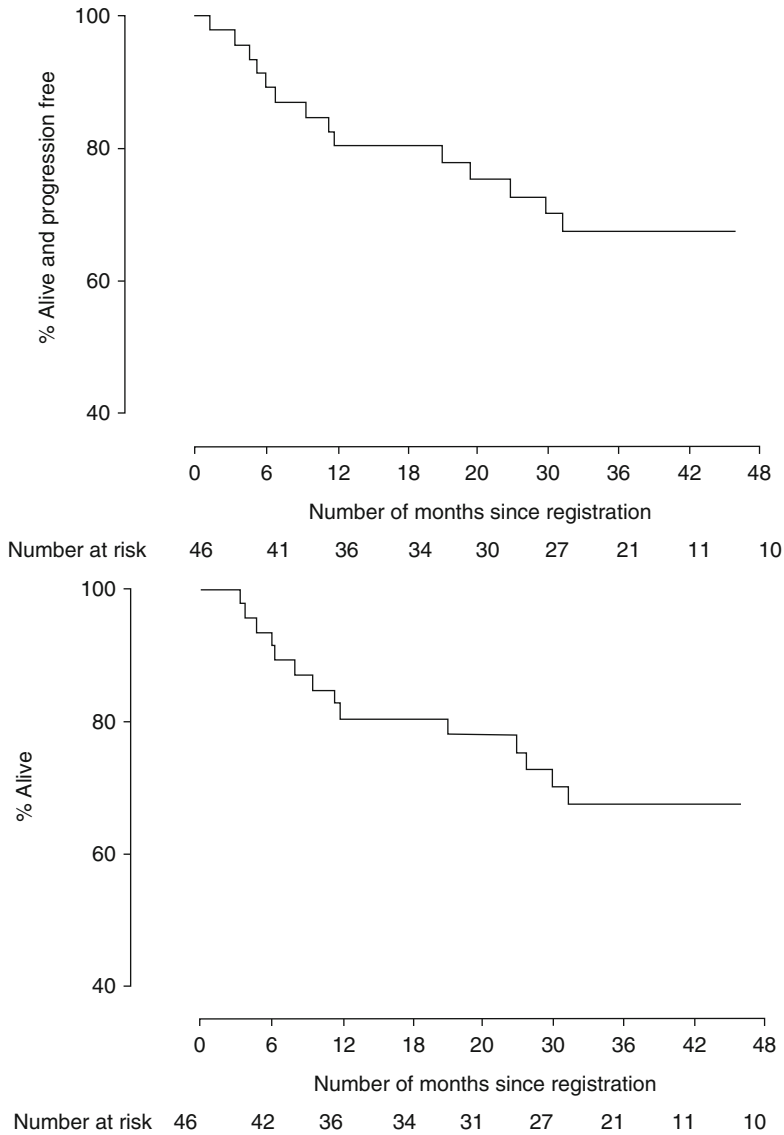 100
80
60
40
% Alive and progression free
0 6 12 18 20 30 36 42 48
Number of months since registration
Number at risk 46 41 36 34 30 27 21 11 10
100
80
60
40
% Alive
0 6 12 18 20 30 36 42 48
Number of months since registration
Number at risk 46 42 36 34 31 27 21 11 10